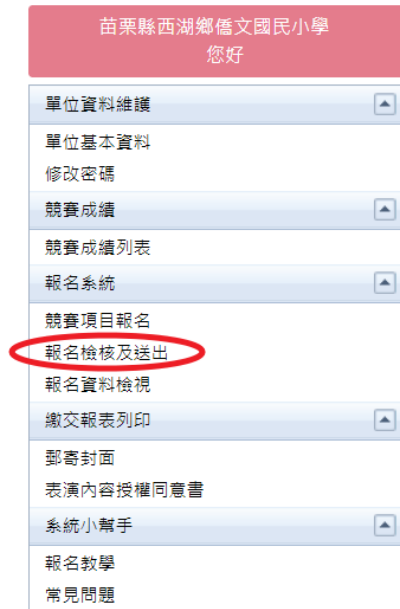 苗栗縣西湖鄉僑文國民小學
您好
單位資料維護
單位基本資料
修改密碼
競賽成績
競賽成績列表
報名系統
競賽項目報名
報名檢核及送出
報名資料檢視
繳交報表列印
郵寄封面
表演內容授權同意書
系統小幫手
報名教學
常見問題